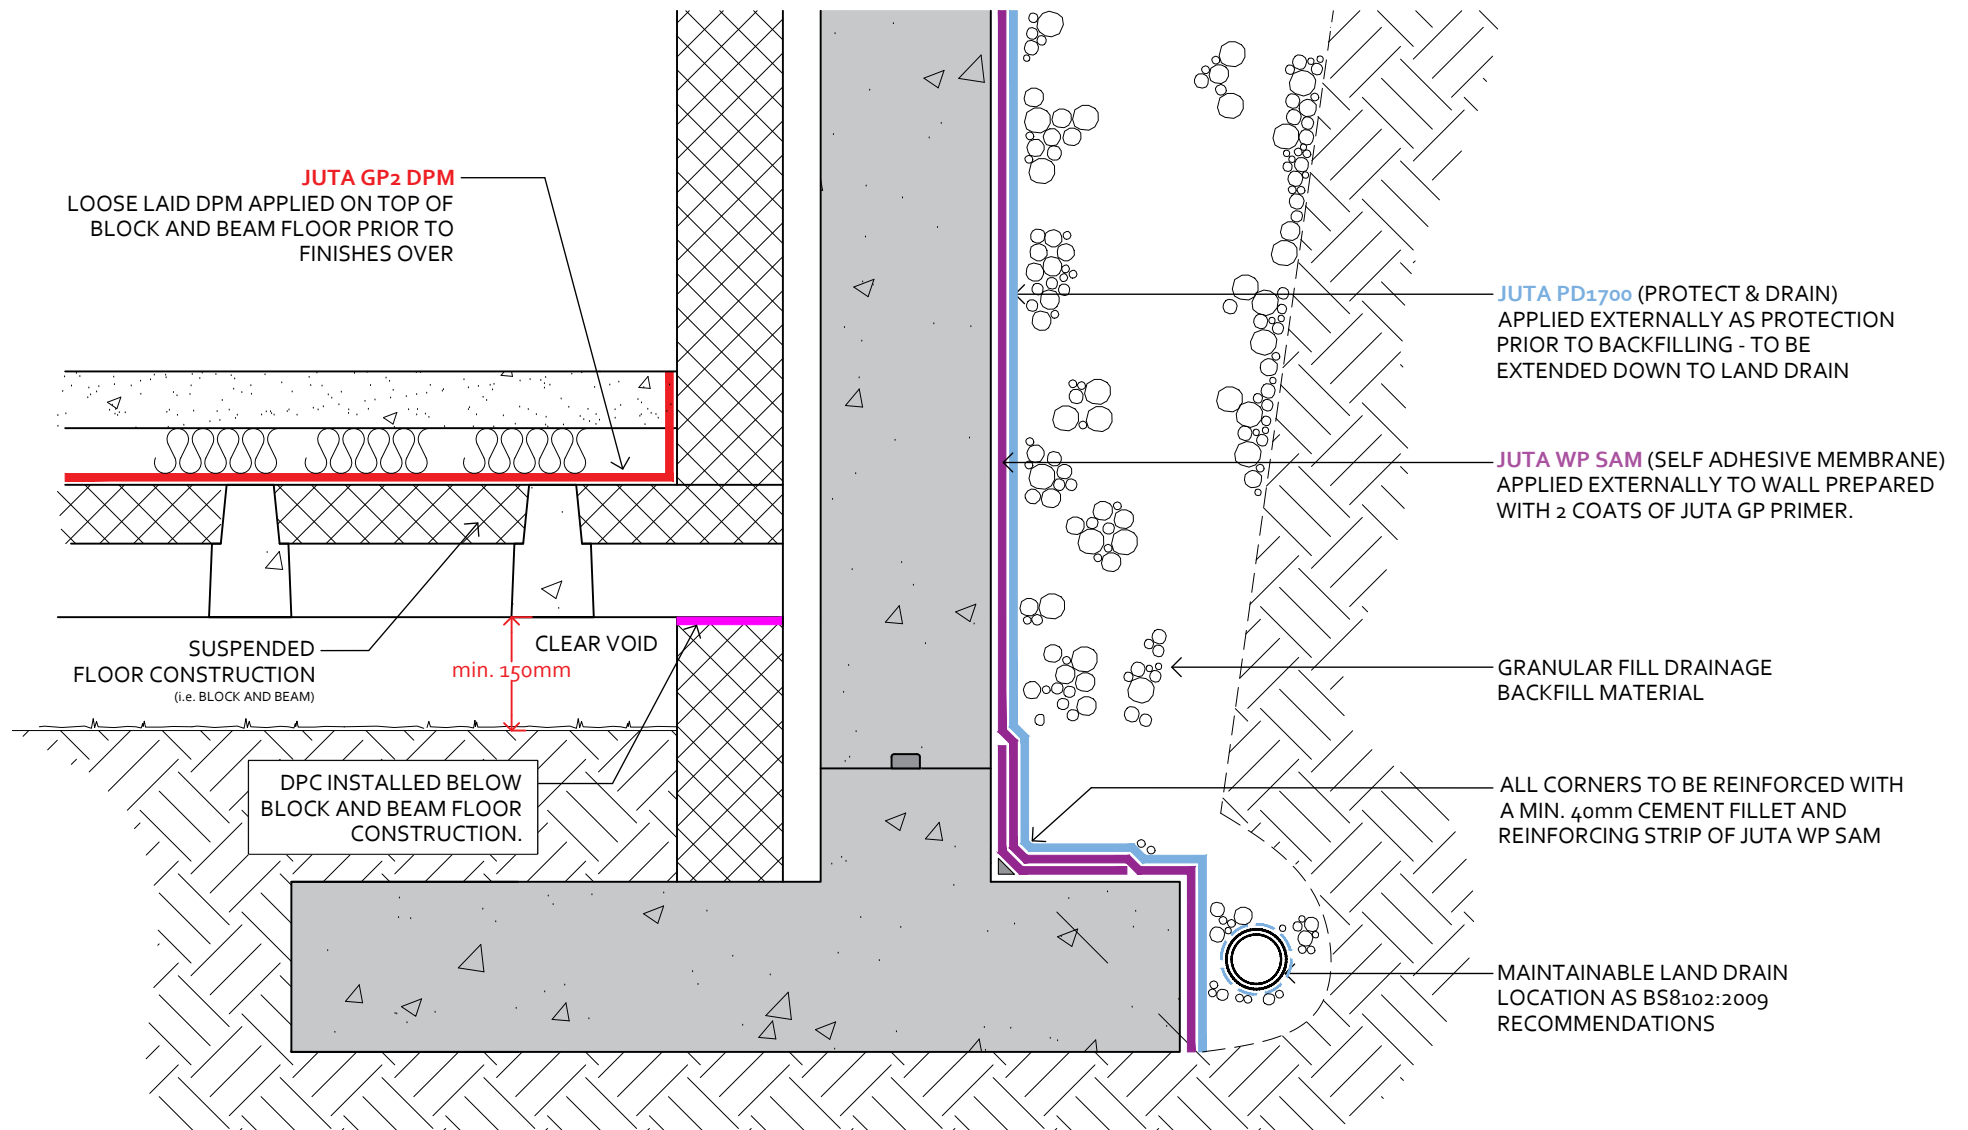 JUTA GP2 DPM
LOOSE LAID DPM APPLIED ON TOP OF
BLOCK AND BEAM FLOOR PRIOR TO
FINISHES OVER
SUSPENDED
FLOOR CONSTRUCTION
(i.e. BLOCK AND BEAM)
CLEAR VOID
min. 150mm
DPC INSTALLED BELOW
BLOCK AND BEAM FLOOR
CONSTRUCTION.
JUTA PD1700 (PROTECT & DRAIN)
APPLIED EXTERNALLY AS PROTECTION
PRIOR TO BACKFILLING - TO BE
EXTENDED DOWN TO LAND DRAIN
JUTA WP SAM (SELF ADHESIVE MEMBRANE)
APPLIED EXTERNALLY TO WALL PREPARED
WITH 2 COATS OF JUTA GP PRIMER.
GRANULAR FILL DRAINAGE
BACKFILL MATERIAL
ALL CORNERS TO BE REINFORCED WITH
A MIN. 40mm CEMENT FILLET AND
REINFORCING STRIP OF JUTA WP SAM
MAINTAINABLE LAND DRAIN
LOCATION AS BS8102:2009
RECOMMENDATIONS